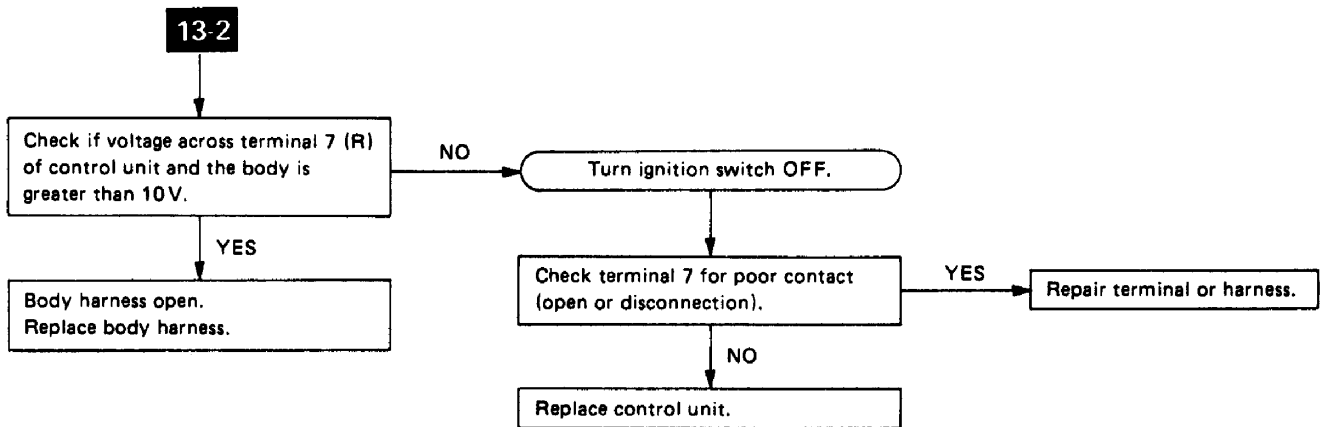 13-2
Check if voltage across terminal 7 (R)
of control unit and the body is
greater than 10V.
NO
Turn ignition switch OFF.
YES
Body harness open.
Replace body harness.
Check terminal 7 for poor contact
(open or disconnection).
YES
Repair terminal or harness.
NO
Replace control unit.